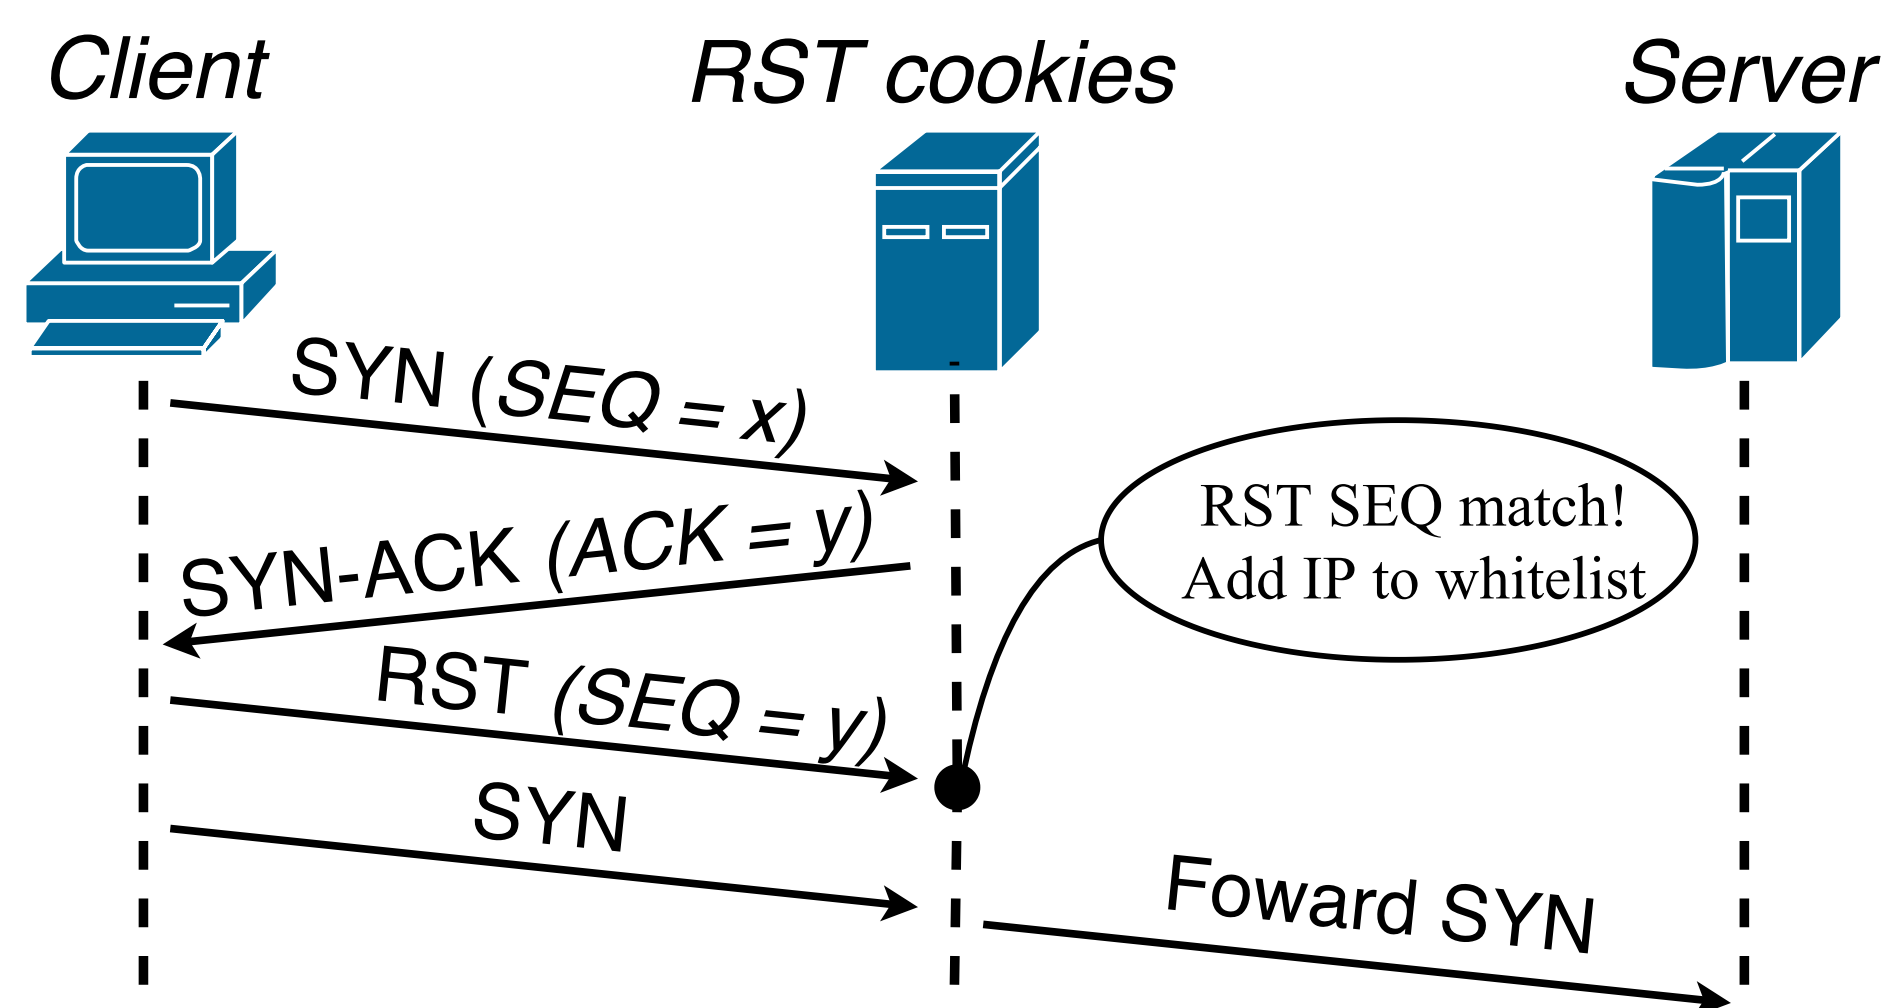 Client
RST cookies
Server
SYN (SEQ = x)
SYN-ACK (ACK = y)
RST SEQ match!
Add IP to whitelist
RST (SEQ = y)
SYN
Foward SYN